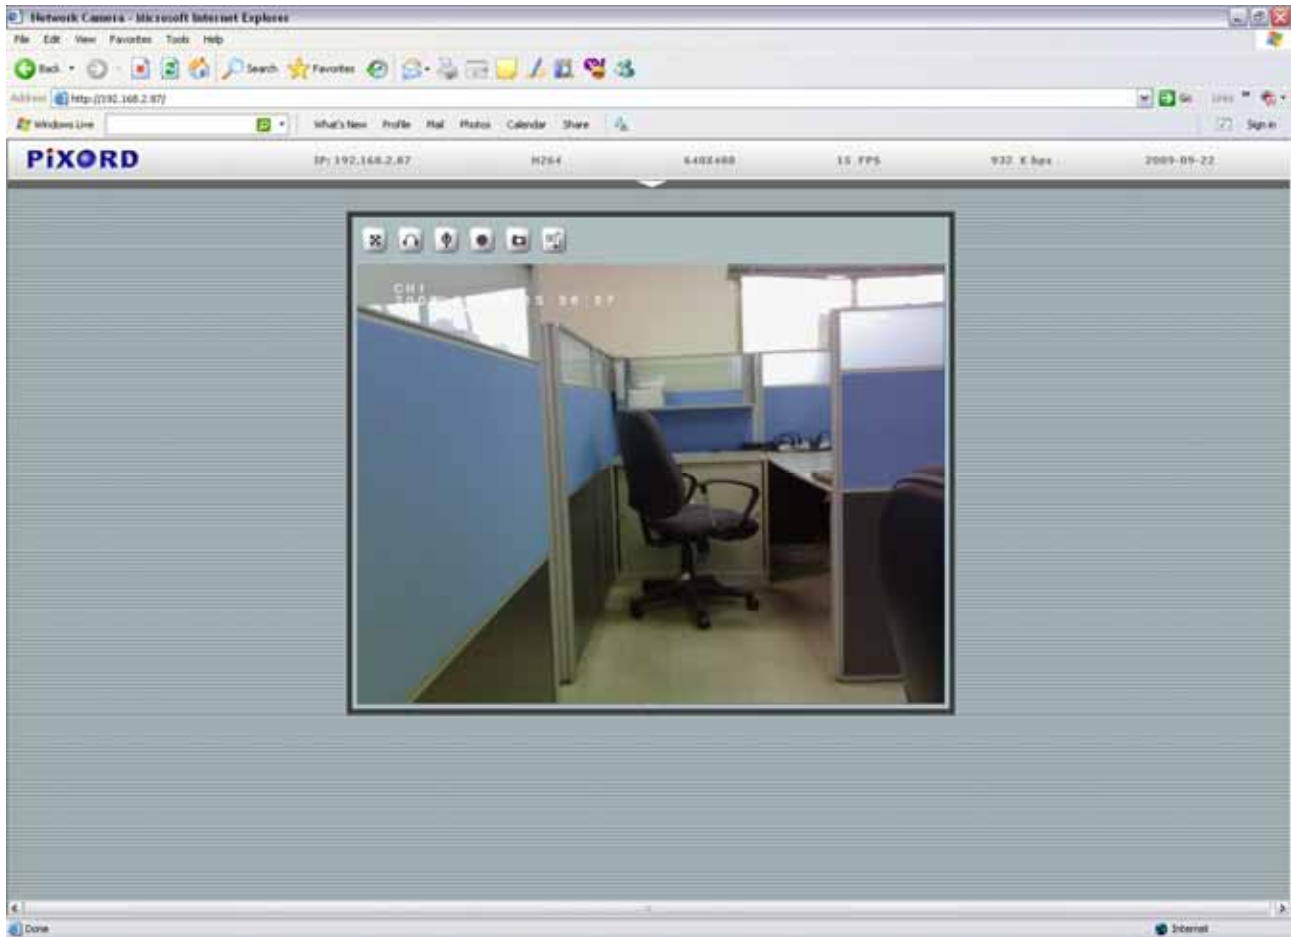 Network Camera - Microsoft Internet Explorer
File Edit View Favorites Tools Help
Back Search Favorites
Address http://192.168.2.87/ Go Links
Windows Live What's New Profile Mail Photos Calendar Share Sign in
PiXORD IP: 192.168.2.87 H264 640X480 15 FPS 932 K bps 2009-09-22
CH1
Done Internet